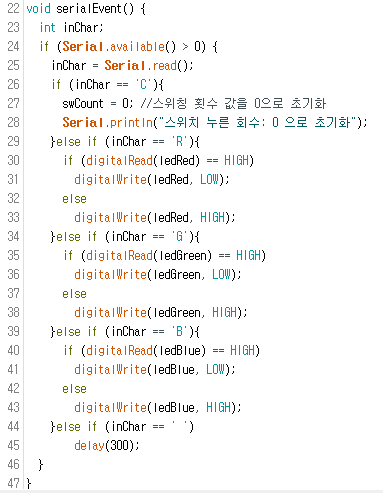 22 void serialEvent() {
23 int inChar;
24 if (Serial.available() > 0) {
25 inChar = Serial.read();
26 if (inChar == 'C'){
27 swCount = 0; //스위칭 횟수 값을 0으로 초기화
28 Serial.println("스위치 누른 회수: 0 으로 초기화");
29 }else if (inChar == 'R'){
30 if (digitalRead(ledRed) == HIGH)
31 digitalWrite(ledRed, LOW);
32 else
33 digitalWrite(ledRed, HIGH);
34 }else if (inChar == 'G'){
35 if (digitalRead(ledGreen) == HIGH)
36 digitalWrite(ledGreen, LOW);
37 else
38 digitalWrite(ledGreen, HIGH);
39 }else if (inChar == 'B'){
40 if (digitalRead(ledBlue) == HIGH)
41 digitalWrite(ledBlue, LOW);
42 else
43 digitalWrite(ledBlue, HIGH);
44 }else if (inChar == ' ')
45 delay(300);
46 }
47 }